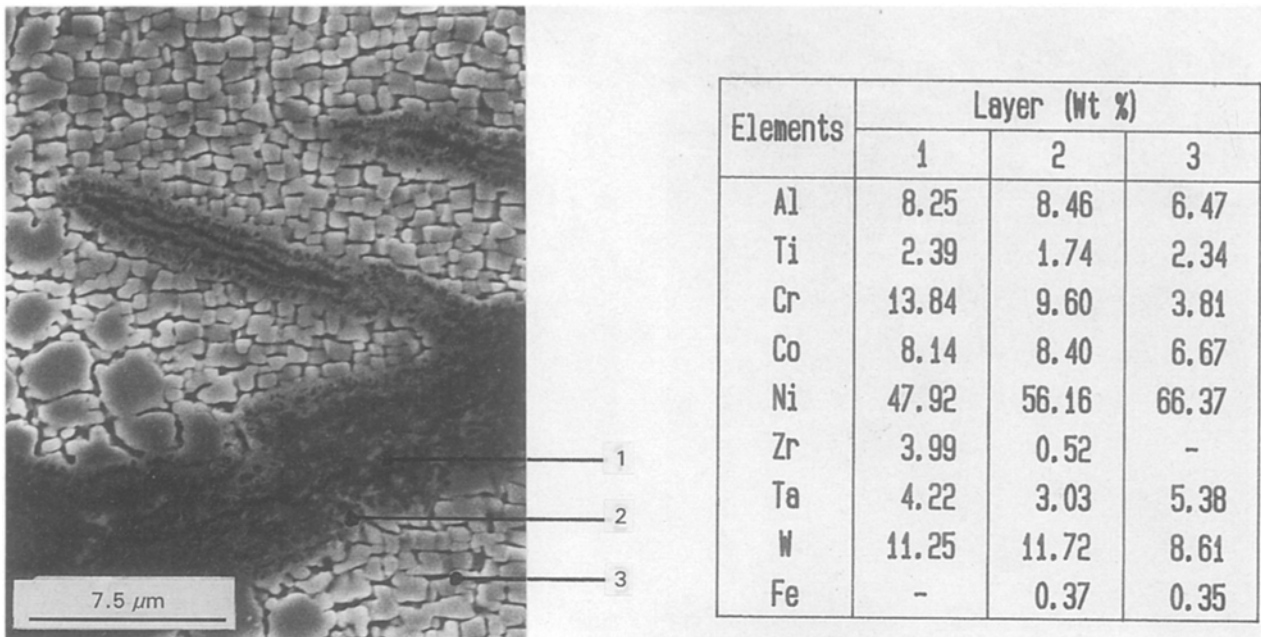 1
2
3
7.5 μm
Elements Layer (Wt %)
1 2 3
Al 8.25 8.46 6.47
Ti 2.39 1.74 2.34
Cr 13.84 9.60 3.81
Co 8.14 8.40 6.67
Ni 47.92 56.16 66.37
Zr 3.99 0.52 -
Ta 4.22 3.03 5.38
W 11.25 11.72 8.61
Fe - 0.37 0.35